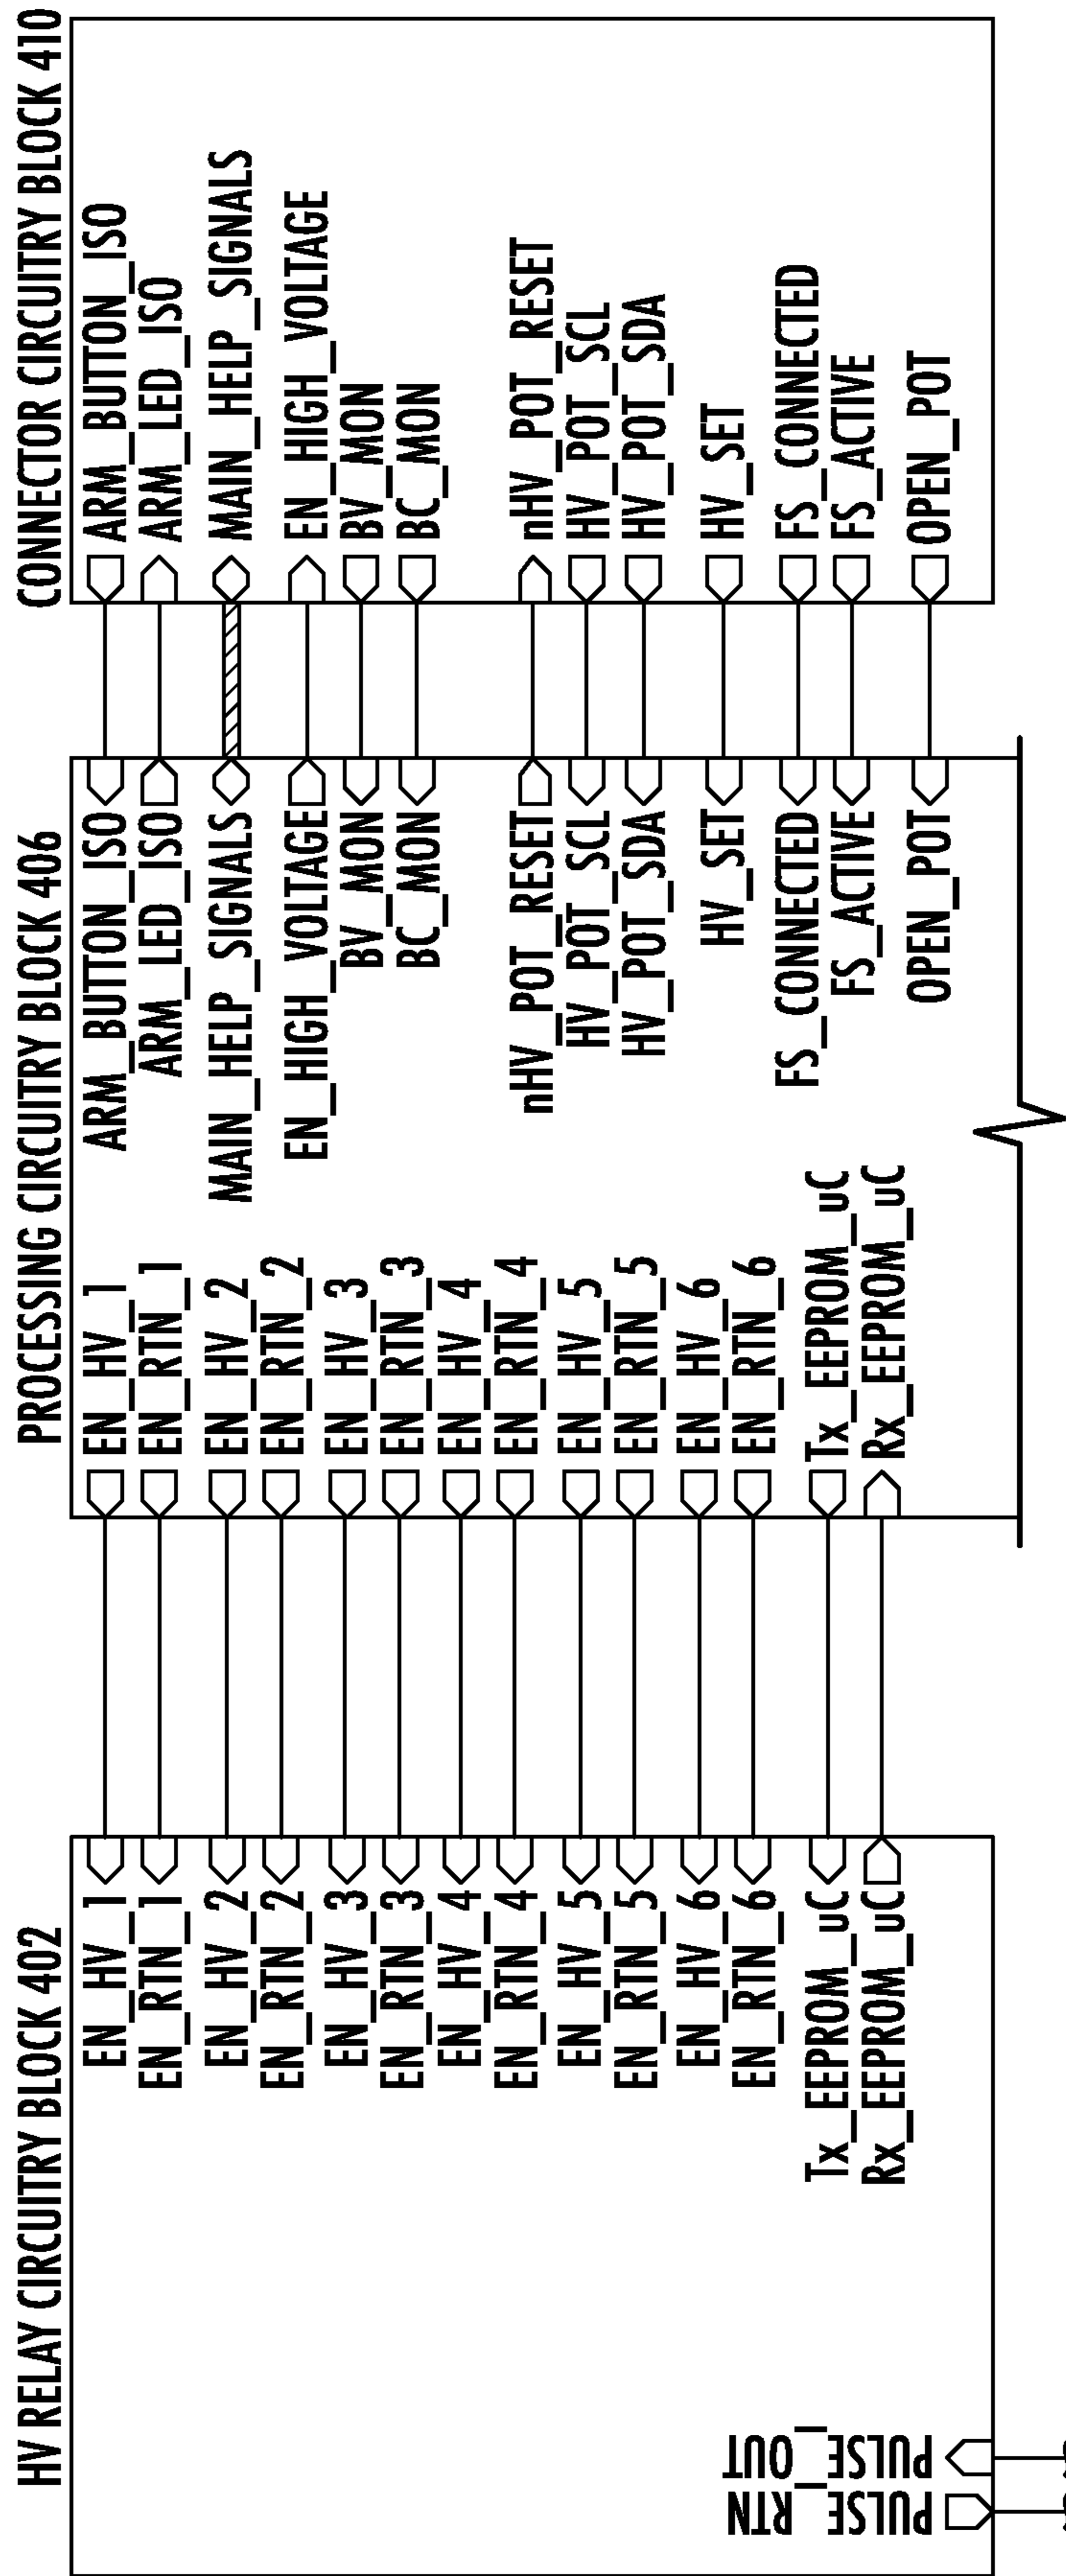 HV RELAY CIRCUITRY BLOCK 402
EN_HV_1
EN_RTN_1
EN_HV_2
EN_RTN_2
EN_HV_3
EN_RTN_3
EN_HV_4
EN_RTN_4
EN_HV_5
EN_RTN_5
EN_HV_6
EN_RTN_6
Tx_EEPROM_uC
Rx_EEPROM_uC
PULSE_RTN
PULSE_OUT
PROCESSING CIRCUITRY BLOCK 406
EN_HV_1
EN_RTN_1
EN_HV_2
EN_RTN_2
EN_HV_3
EN_RTN_3
EN_HV_4
EN_RTN_4
EN_HV_5
EN_RTN_5
EN_HV_6
EN_RTN_6
Tx_EEPROM_uC
Rx_EEPROM_uC
ARM_BUTTON_ISO
ARM_LED_ISO
MAIN_HELP_SIGNALS
EN_HIGH_VOLTAGE
BV_MON
BC_MON
nHV_POT_RESET
HV_POT_SCL
HV_POT_SDA
HV_SET
FS_CONNECTED
FS_ACTIVE
OPEN_POT
CONNECTOR CIRCUITRY BLOCK 410
ARM_BUTTON_ISO
ARM_LED_ISO
MAIN_HELP_SIGNALS
EN_HIGH_VOLTAGE
BV_MON
BC_MON
nHV_POT_RESET
HV_POT_SCL
HV_POT_SDA
HV_SET
FS_CONNECTED
FS_ACTIVE
OPEN_POT